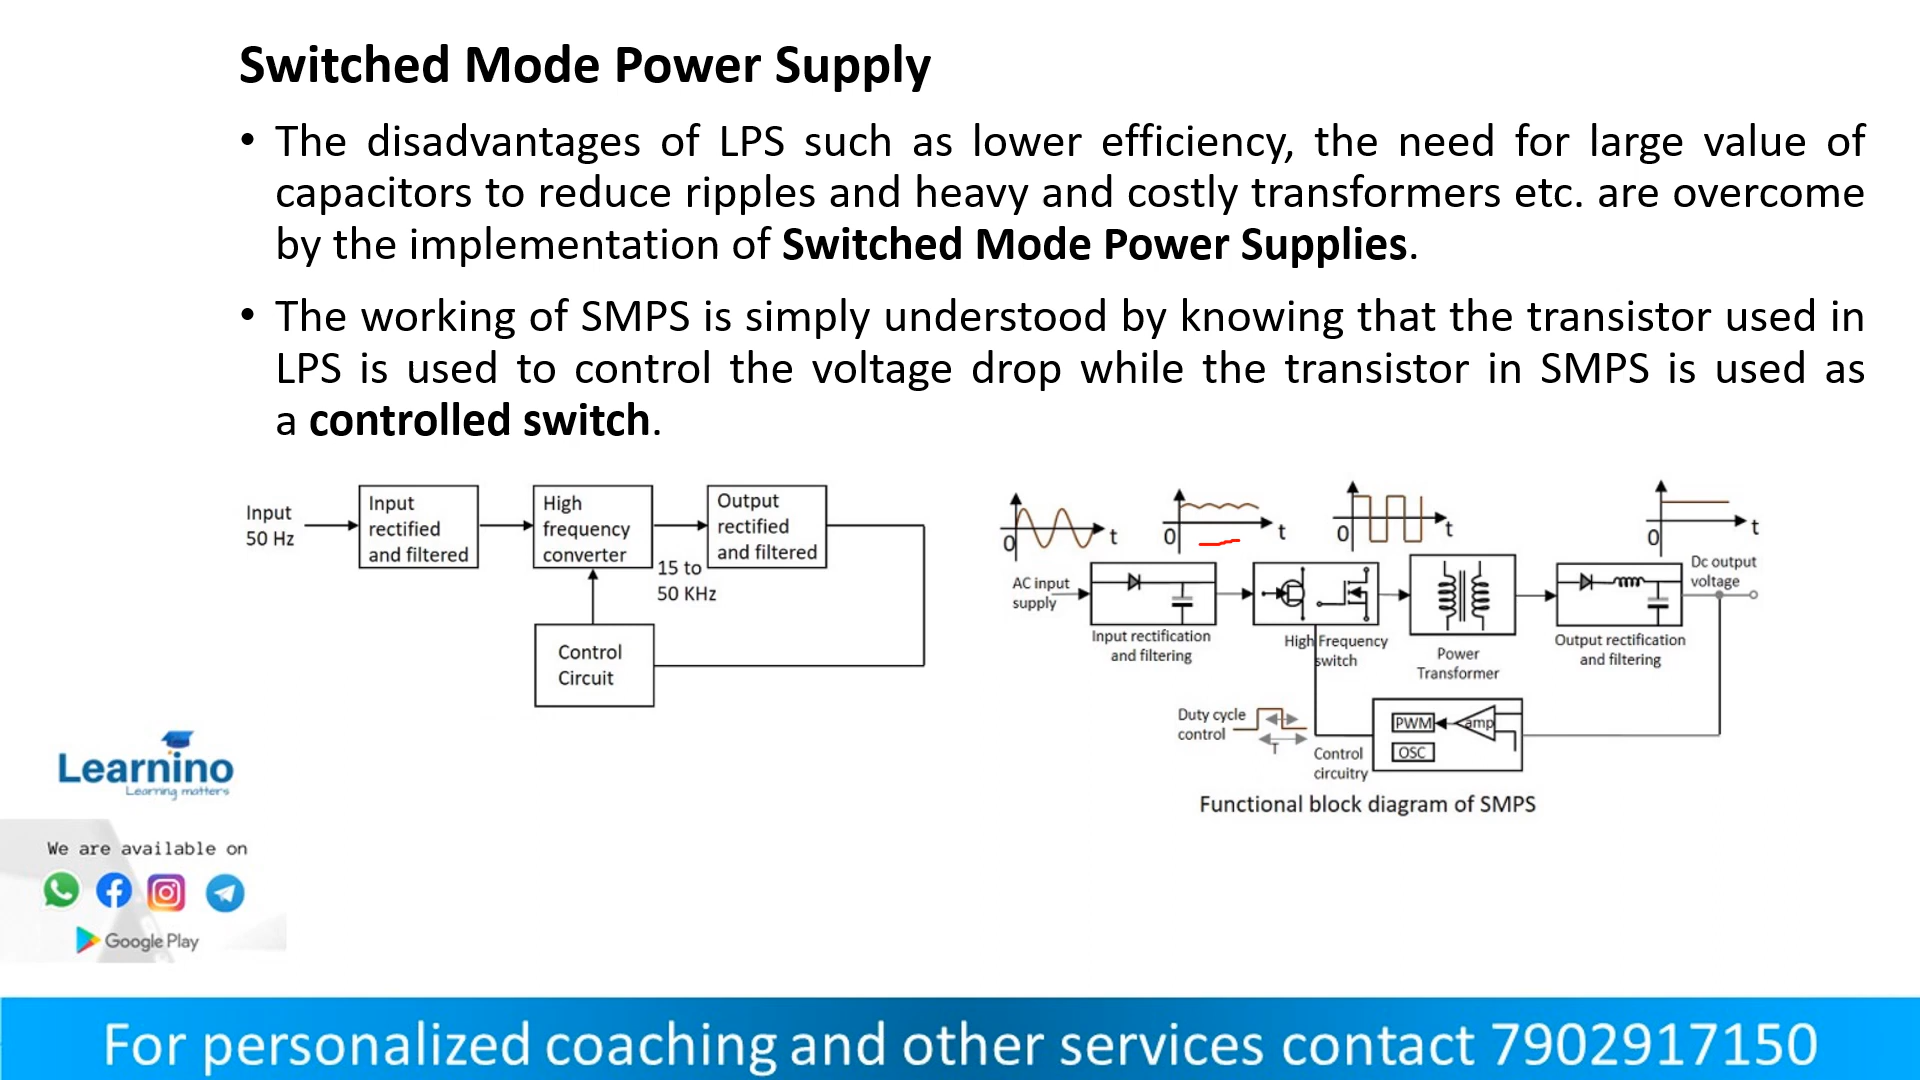 Switched Mode Power Supply
• The disadvantages of LPS such as lower efficiency, the need for large value of
capacitors to reduce ripples and heavy and costly transformers etc. are overcome
by the implementation of Switched Mode Power Supplies.
• The working of SMPS is simply understood by knowing that the transistor used in
LPS is used to control the voltage drop while the transistor in SMPS is used as
a controlled switch.
Input
50 Hz
Input
rectified
and filtered
High
frequency
converter
15 to
50 KHz
Output
rectified
and filtered
Control
Circuit
0
t
0
t
0
t
0
t
AC input
supply
Input rectification
and filtering
High Frequency
switch
Power
Transformer
Output rectification
and filtering
Dc output
voltage
Duty cycle
control
T
Control
circuitry
PWM
amp
OSC
Functional block diagram of SMPS
Learnino
Learning matters
We are available on
Google Play
For personalized coaching and other services contact 7902917150